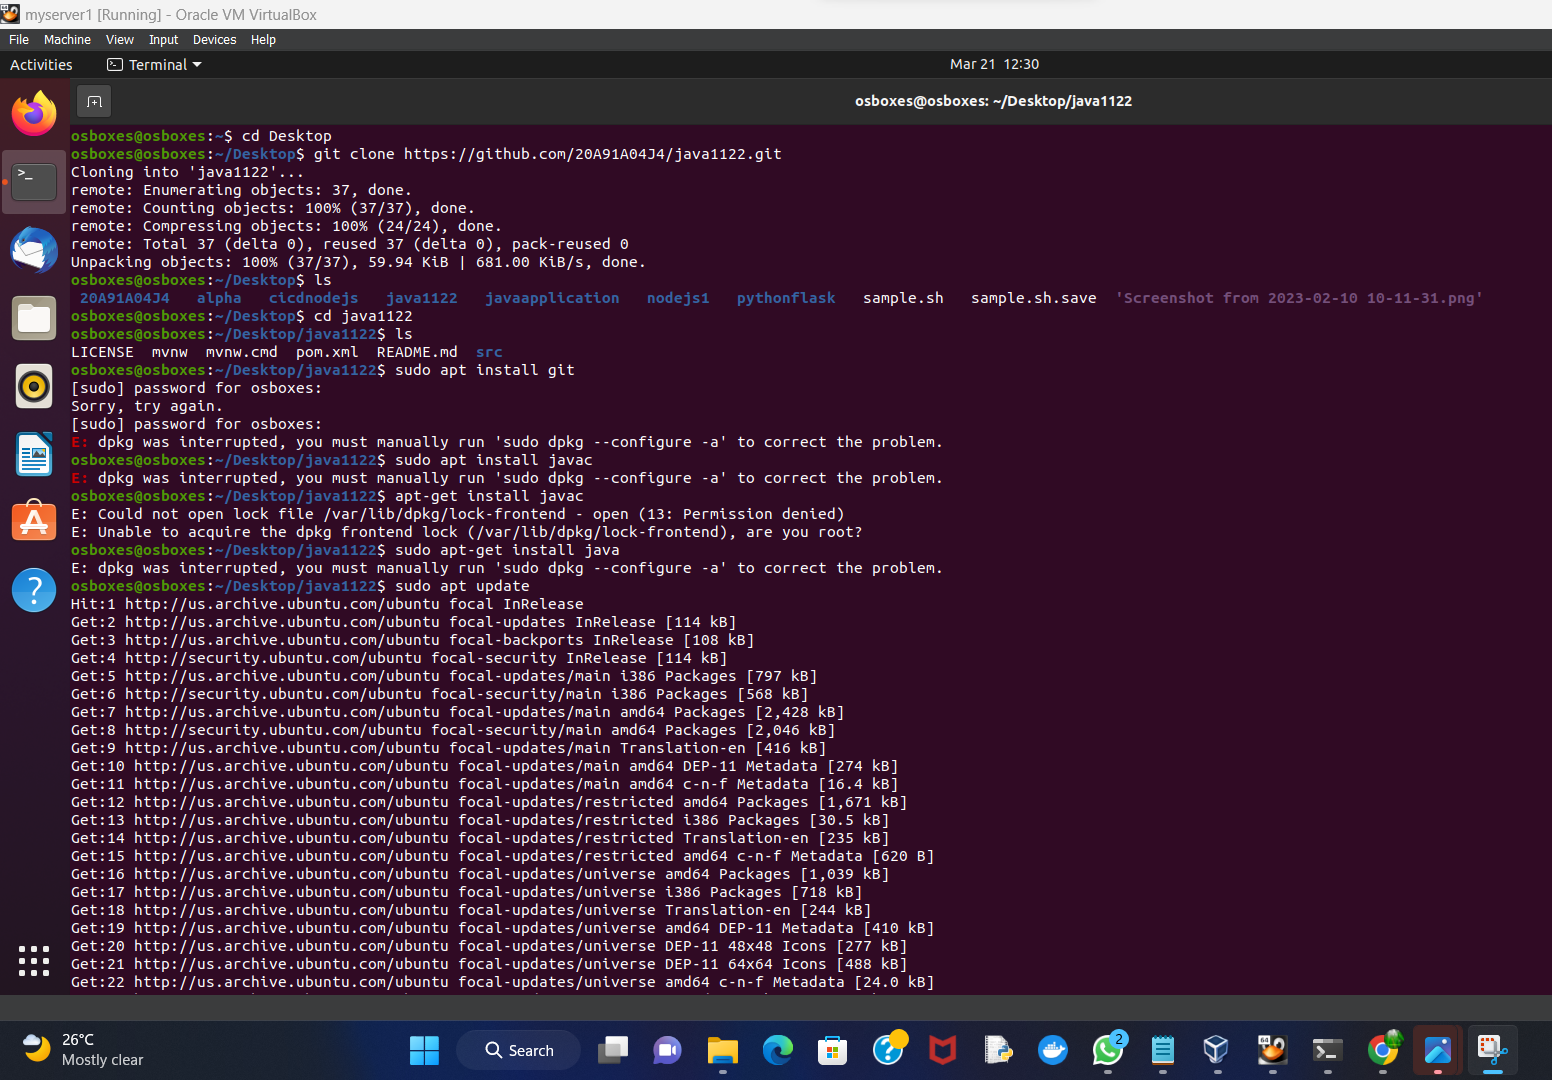 myserver1 [Running] - Oracle VM VirtualBox
File Machine View Input Devices Help
Activities Terminal Mar 21 12:30
osboxes@osboxes: ~/Desktop/java1122
osboxes@osboxes:~$ cd Desktop
osboxes@osboxes:~/Desktop$ git clone https://github.com/20A91A04J4/java1122.git
Cloning into 'java1122'...
remote: Enumerating objects: 37, done.
remote: Counting objects: 100% (37/37), done.
remote: Compressing objects: 100% (24/24), done.
remote: Total 37 (delta 0), reused 37 (delta 0), pack-reused 0
Unpacking objects: 100% (37/37), 59.94 KiB | 681.00 KiB/s, done.
osboxes@osboxes:~/Desktop$ ls
20A91A04J4 alpha cicdnodejs java1122 javaapplication nodejs1 pythonflask sample.sh sample.sh.save 'Screenshot from 2023-02-10 10-11-31.png'
osboxes@osboxes:~/Desktop$ cd java1122
osboxes@osboxes:~/Desktop/java1122$ ls
LICENSE mvnw mvnw.cmd pom.xml README.md src
osboxes@osboxes:~/Desktop/java1122$ sudo apt install git
[sudo] password for osboxes:
Sorry, try again.
[sudo] password for osboxes:
E: dpkg was interrupted, you must manually run 'sudo dpkg --configure -a' to correct the problem.
osboxes@osboxes:~/Desktop/java1122$ sudo apt install javac
E: dpkg was interrupted, you must manually run 'sudo dpkg --configure -a' to correct the problem.
osboxes@osboxes:~/Desktop/java1122$ apt-get install javac
E: Could not open lock file /var/lib/dpkg/lock-frontend - open (13: Permission denied)
E: Unable to acquire the dpkg frontend lock (/var/lib/dpkg/lock-frontend), are you root?
osboxes@osboxes:~/Desktop/java1122$ sudo apt-get install java
E: dpkg was interrupted, you must manually run 'sudo dpkg --configure -a' to correct the problem.
osboxes@osboxes:~/Desktop/java1122$ sudo apt update
Hit:1 http://us.archive.ubuntu.com/ubuntu focal InRelease
Get:2 http://us.archive.ubuntu.com/ubuntu focal-updates InRelease [114 kB]
Get:3 http://us.archive.ubuntu.com/ubuntu focal-backports InRelease [108 kB]
Get:4 http://security.ubuntu.com/ubuntu focal-security InRelease [114 kB]
Get:5 http://us.archive.ubuntu.com/ubuntu focal-updates/main i386 Packages [797 kB]
Get:6 http://security.ubuntu.com/ubuntu focal-security/main i386 Packages [568 kB]
Get:7 http://us.archive.ubuntu.com/ubuntu focal-updates/main amd64 Packages [2,428 kB]
Get:8 http://security.ubuntu.com/ubuntu focal-security/main amd64 Packages [2,046 kB]
Get:9 http://us.archive.ubuntu.com/ubuntu focal-updates/main Translation-en [416 kB]
Get:10 http://us.archive.ubuntu.com/ubuntu focal-updates/main amd64 DEP-11 Metadata [274 kB]
Get:11 http://us.archive.ubuntu.com/ubuntu focal-updates/main amd64 c-n-f Metadata [16.4 kB]
Get:12 http://us.archive.ubuntu.com/ubuntu focal-updates/restricted amd64 Packages [1,671 kB]
Get:13 http://us.archive.ubuntu.com/ubuntu focal-updates/restricted i386 Packages [30.5 kB]
Get:14 http://us.archive.ubuntu.com/ubuntu focal-updates/restricted Translation-en [235 kB]
Get:15 http://us.archive.ubuntu.com/ubuntu focal-updates/restricted amd64 c-n-f Metadata [620 B]
Get:16 http://us.archive.ubuntu.com/ubuntu focal-updates/universe amd64 Packages [1,039 kB]
Get:17 http://us.archive.ubuntu.com/ubuntu focal-updates/universe i386 Packages [718 kB]
Get:18 http://us.archive.ubuntu.com/ubuntu focal-updates/universe Translation-en [244 kB]
Get:19 http://us.archive.ubuntu.com/ubuntu focal-updates/universe amd64 DEP-11 Metadata [410 kB]
Get:20 http://us.archive.ubuntu.com/ubuntu focal-updates/universe DEP-11 48x48 Icons [277 kB]
Get:21 http://us.archive.ubuntu.com/ubuntu focal-updates/universe DEP-11 64x64 Icons [488 kB]
Get:22 http://us.archive.ubuntu.com/ubuntu focal-updates/universe amd64 c-n-f Metadata [24.0 kB]
26°C
Mostly clear
Search
2